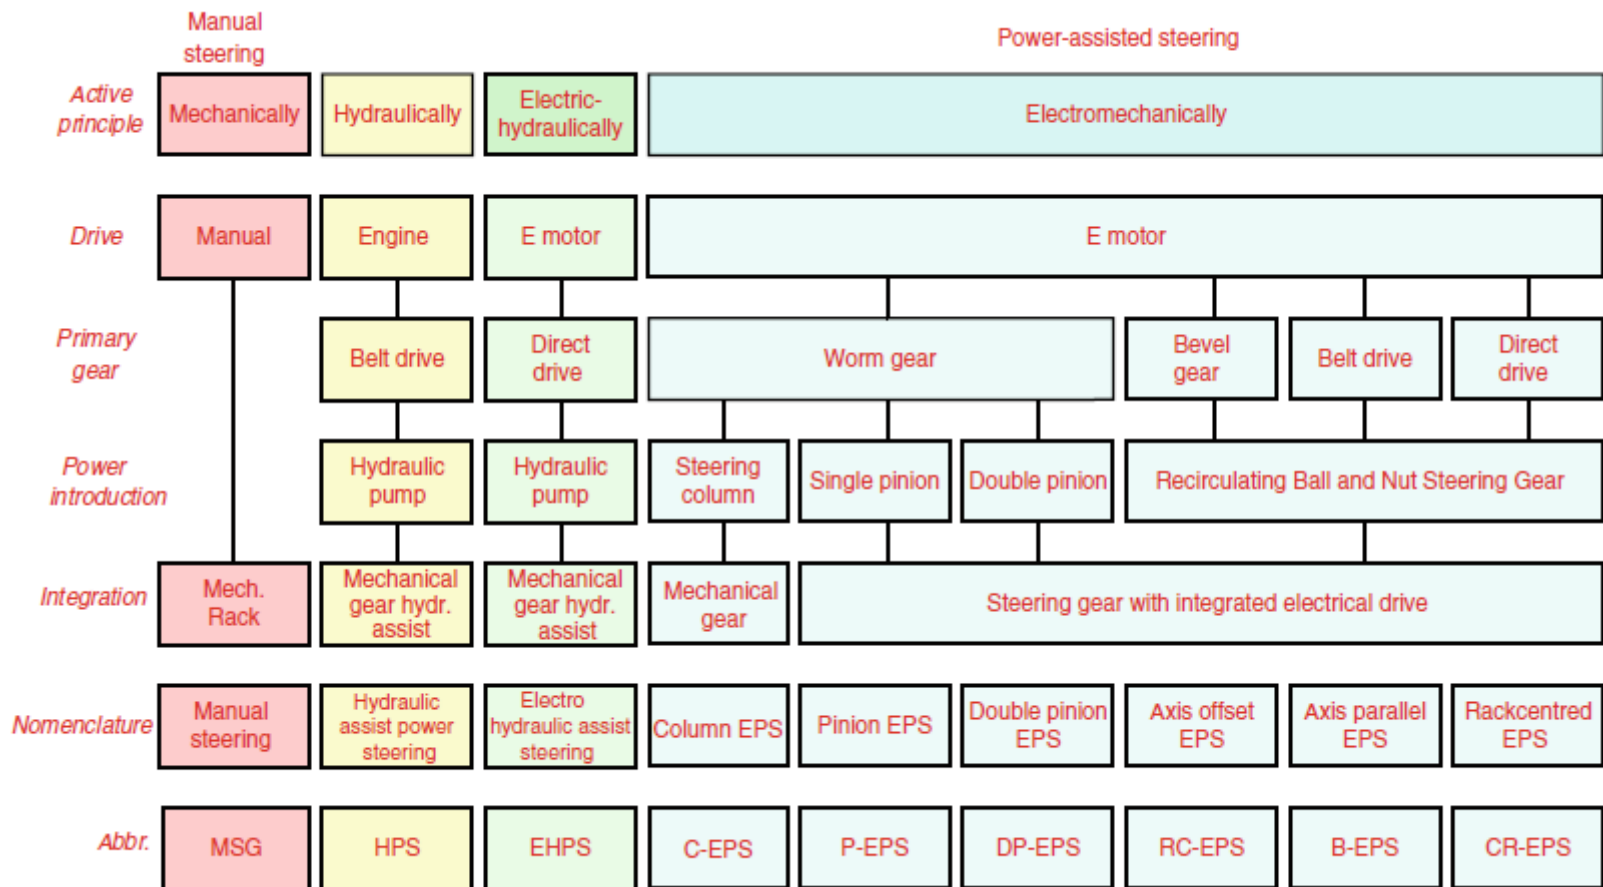 Manual
steering
Power-assisted steering
Active
principle
Mechanically
Hydraulically
Electric-
hydraulically
Electromechanically
Drive
Manual
Engine
E motor
E motor
Primary
gear
Belt drive
Direct
drive
Worm gear
Bevel
gear
Belt drive
Direct
drive
Power
introduction
Hydraulic
pump
Hydraulic
pump
Steering
column
Single pinion
Double pinion
Recirculating Ball and Nut Steering Gear
Integration
Mech.
Rack
Mechanical
gear hydr.
assist
Mechanical
gear hydr.
assist
Mechanical
gear
Steering gear with integrated electrical drive
Nomenclature
Manual
steering
Hydraulic
assist power
steering
Electro
hydraulic assist
steering
Column EPS
Pinion EPS
Double pinion
EPS
Axis offset
EPS
Axis parallel
EPS
Rackcentred
EPS
Abbr.
MSG
HPS
EHPS
C-EPS
P-EPS
DP-EPS
RC-EPS
B-EPS
CR-EPS